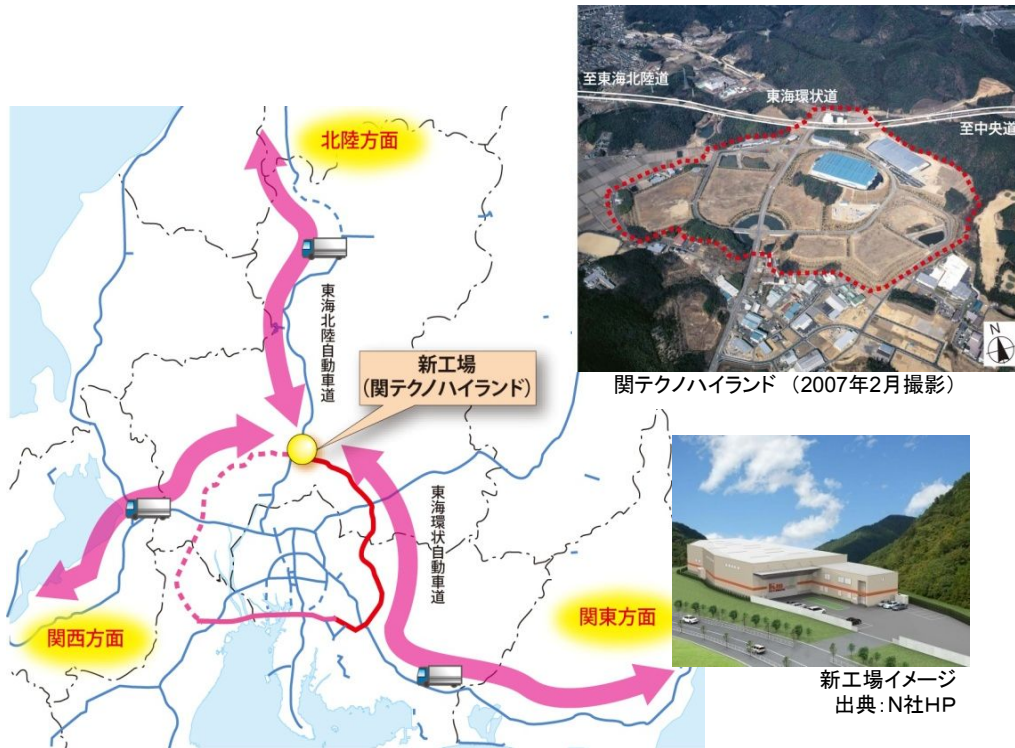 至東海北陸道
東海環状道
至中央道
N
関テクノハイランド （2007年2月撮影）
北陸方面
東海北陸自動車道
新工場
（関テクノハイランド）
東海環状自動車道
関西方面
関東方面
新工場イメージ
出典：N社HP